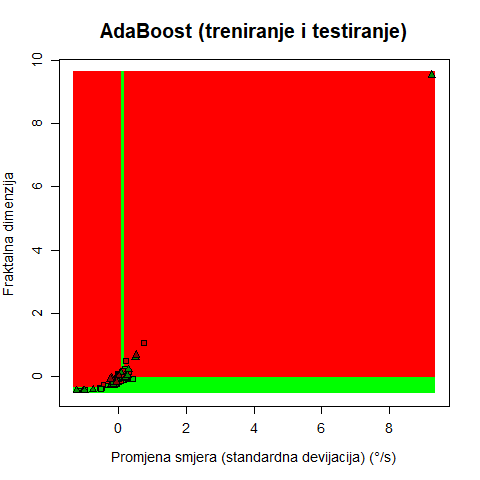 AdaBoost (treniranje i testiranje)
Fraktalna dimenzija
10
8
6
4
2
0
0 2 4 6 8
Promjena smjera (standardna devijacija) (°/s)